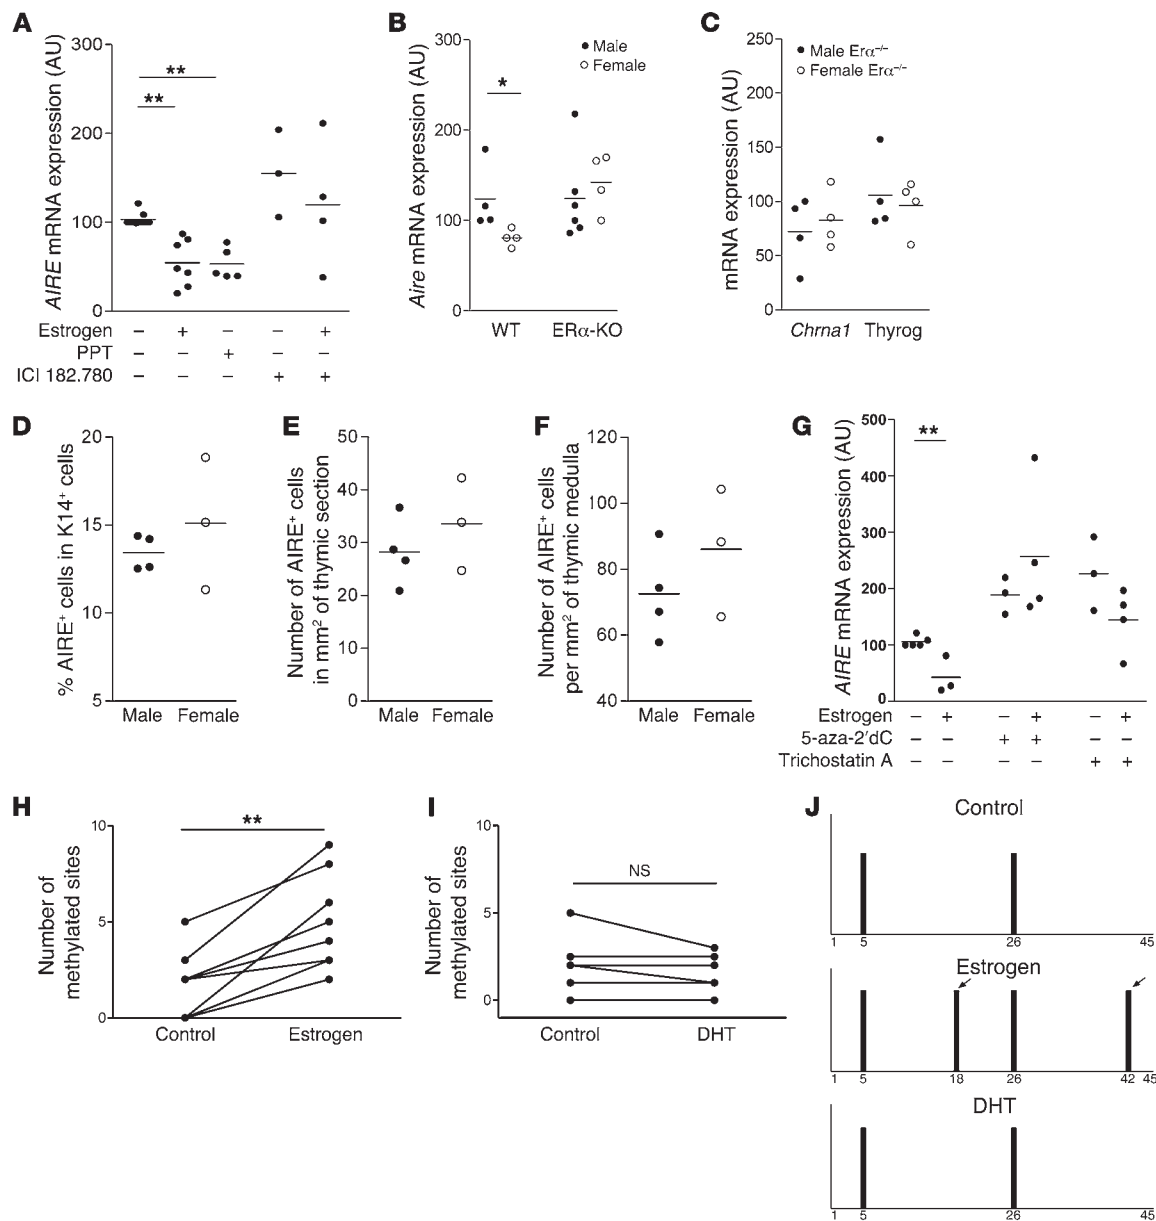 A
AIRE mRNA expression (AU)
300
200
100
0
**
**
Estrogen – + – – +
PPT – – + – –
ICI 182.780 – – – + +
B
Aire mRNA expression (AU)
300
200
100
0
Male
Female
*
WT ERα-KO
C
mRNA expression (AU)
250
200
150
100
50
0
Male Erα⁻/⁻
Female Erα⁻/⁻
Chrna1 Thyrog
D
% AIRE⁺ cells in K14⁺ cells
20
15
10
5
Male Female
E
Number of AIRE⁺ cells
in mm² of thymic section
50
40
30
20
10
0
Male Female
F
Number of AIRE⁺ cells
per mm² of thymic medulla
120
100
80
60
40
Male Female
G
AIRE mRNA expression (AU)
500
400
300
200
100
0
**
Estrogen – + – + – +
5-aza-2′dC – – + + – –
Trichostatin A – – – – + +
H
Number of
methylated sites
10
5
0
**
Control Estrogen
I
Number of
methylated sites
10
5
0
NS
Control DHT
J
Control
1 5 26 45
Estrogen
1 5 18 26 42 45
DHT
1 5 26 45